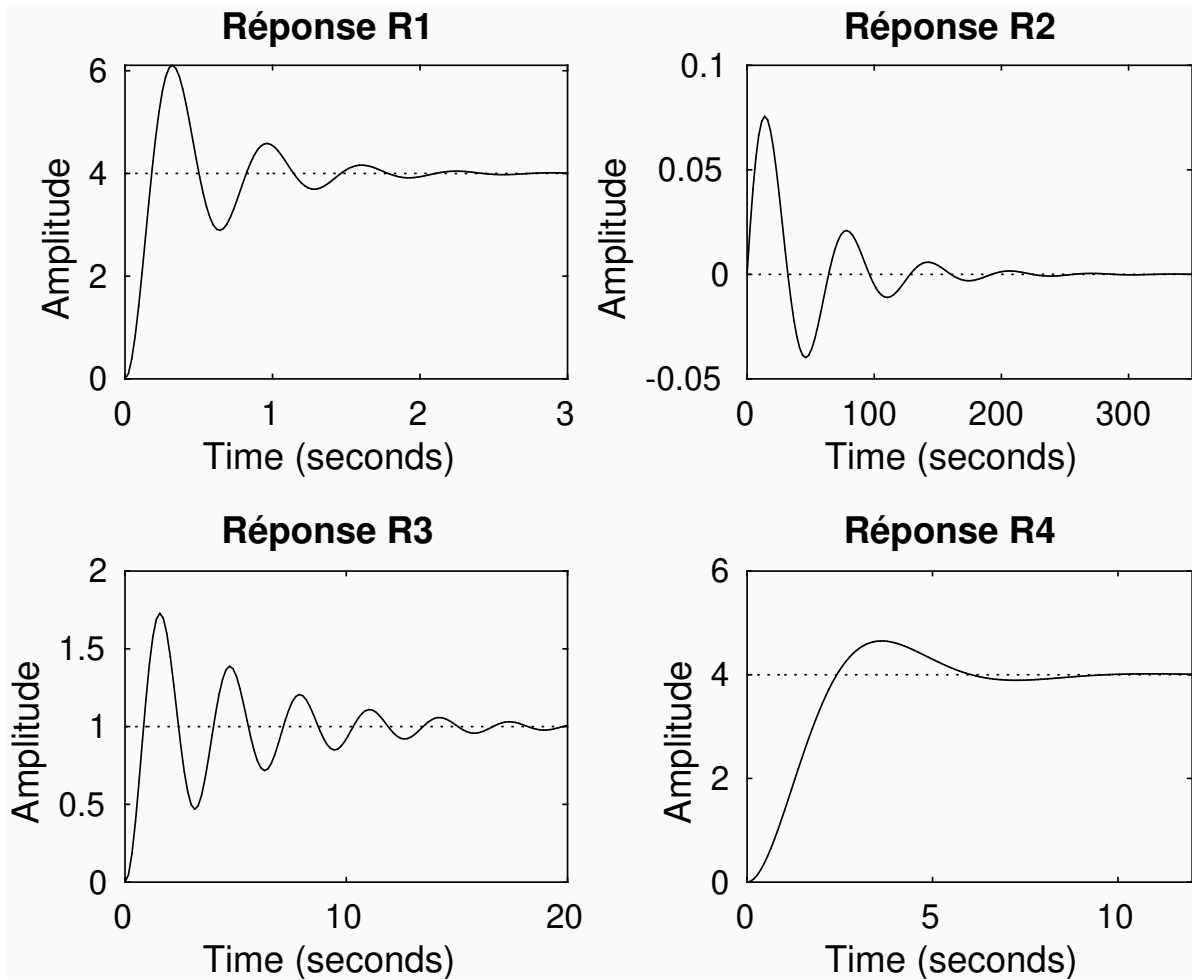 Réponse R1
6
4
2
0
0 1 2 3
Amplitude
Time (seconds)
Réponse R2
0.1
0.05
0
-0.05
0 100 200 300
Amplitude
Time (seconds)
Réponse R3
2
1.5
1
0.5
0
0 10 20
Amplitude
Time (seconds)
Réponse R4
6
4
2
0
0 5 10
Amplitude
Time (seconds)